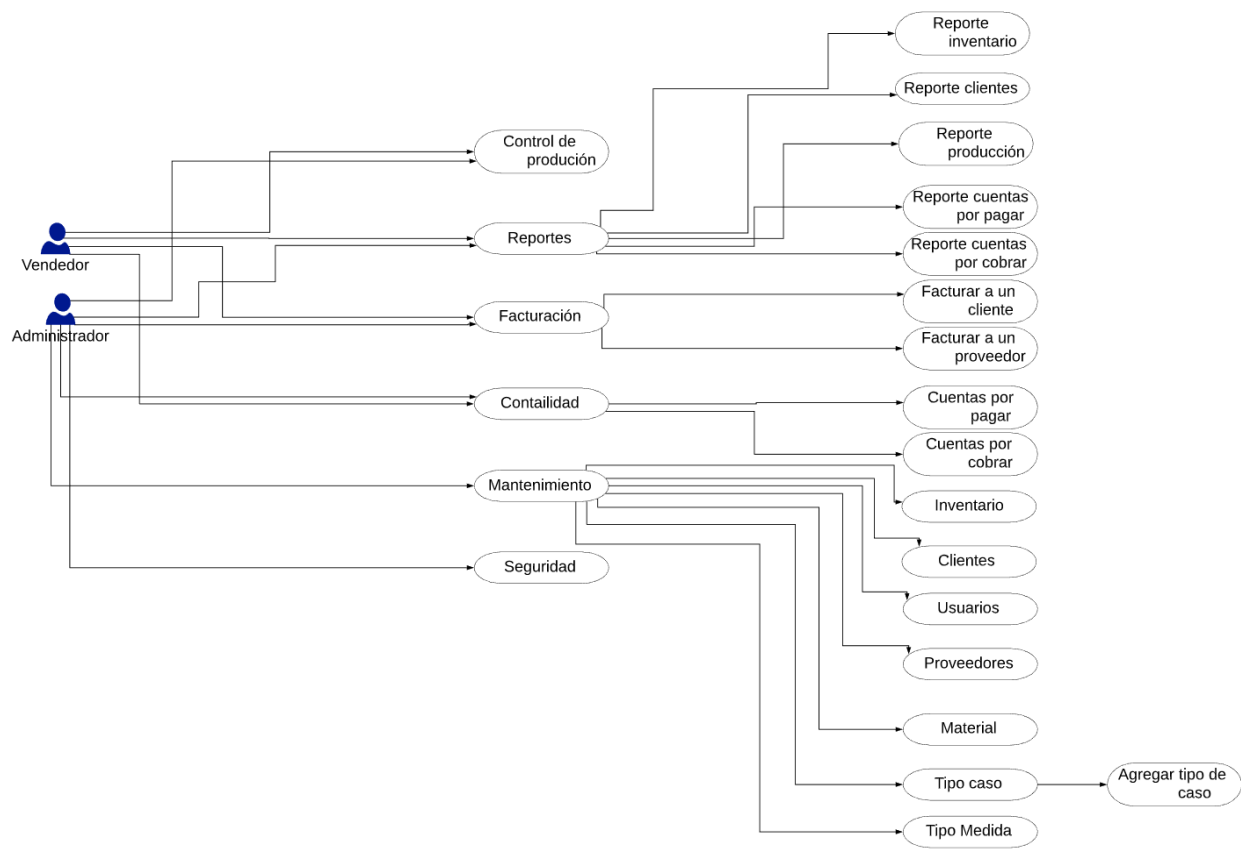 Vendedor
Administrador
Control de
produción
Reportes
Facturación
Contailidad
Mantenimiento
Seguridad
Reporte
inventario
Reporte clientes
Reporte
producción
Reporte cuentas
por pagar
Reporte cuentas
por cobrar
Facturar a un
cliente
Facturar a un
proveedor
Cuentas por
pagar
Cuentas por
cobrar
Inventario
Clientes
Usuarios
Proveedores
Material
Tipo caso
Tipo Medida
Agregar tipo de
caso